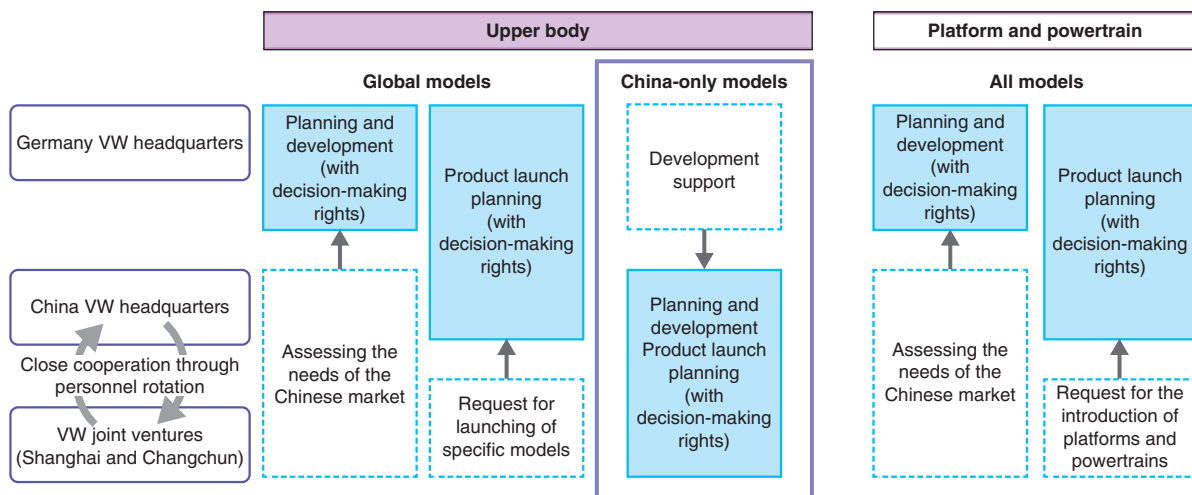 Upper body
Platform and powertrain
Global models
China-only models
All models
Germany VW headquarters
China VW headquarters
Close cooperation through
personnel rotation
VW joint ventures
(Shanghai and Changchun)
Planning and
development
(with
decision-making
rights)
Assessing the
needs of the
Chinese market
Product launch
planning
(with
decision-making
rights)
Request for
launching of
specific models
Development
support
Planning and
development
Product launch
planning
(with
decision-making
rights)
Planning and
development
(with
decision-making
rights)
Assessing the
needs of the
Chinese market
Product launch
planning
(with
decision-making
rights)
Request for the
introduction of
platforms and
powertrains